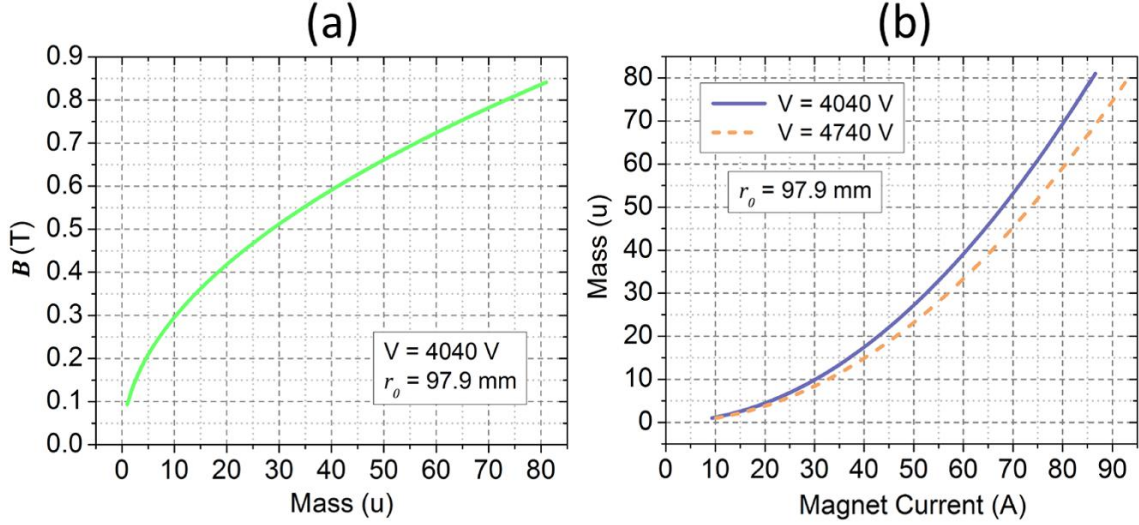 (a)
0.9
0.8
0.7
0.6
0.5
0.4
0.3
0.2
0.1
0.0
B (T)
V = 4040 V
r0 = 97.9 mm
0 10 20 30 40 50 60 70 80
Mass (u)
(b)
80
70
60
50
40
30
20
10
0
Mass (u)
V = 4040 V
V = 4740 V
r0 = 97.9 mm
0 10 20 30 40 50 60 70 80 90
Magnet Current (A)